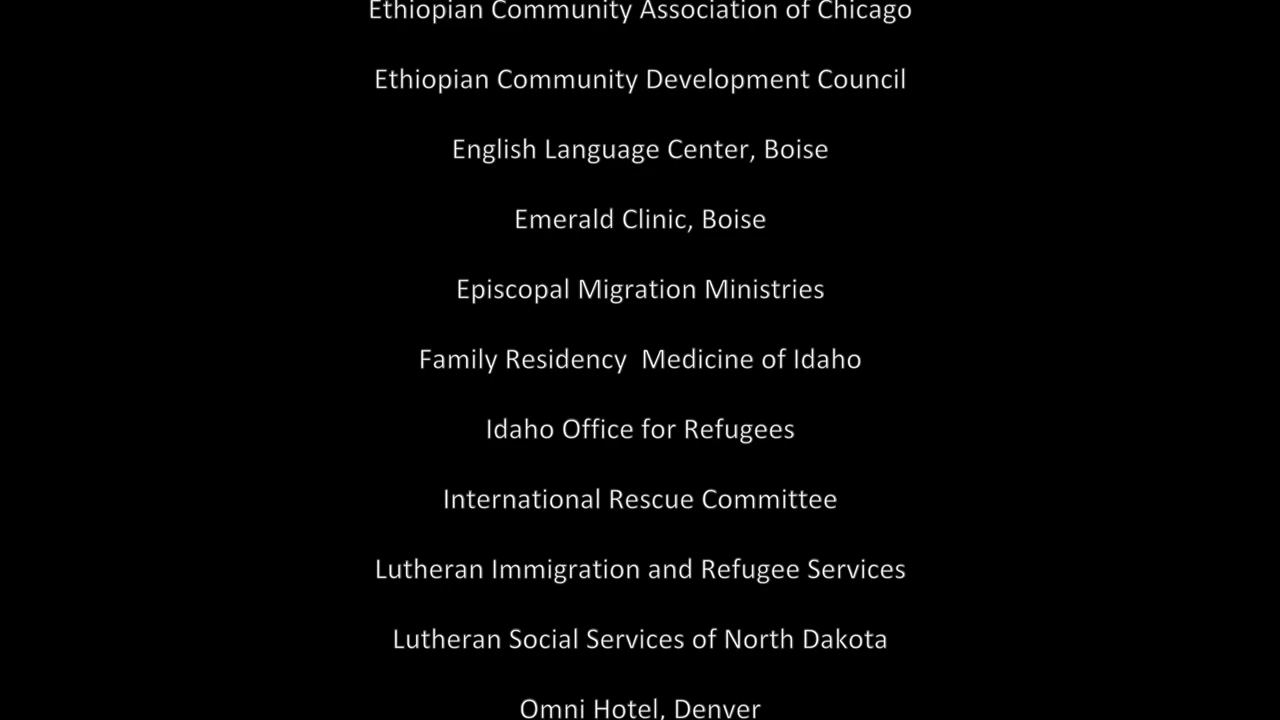 Ethiopian Community Association of Chicago
Ethiopian Community Development Council
English Language Center, Boise
Emerald Clinic, Boise
Episcopal Migration Ministries
Family Residency  Medicine of Idaho
Idaho Office for Refugees
International Rescue Committee
Lutheran Immigration and Refugee Services
Lutheran Social Services of North Dakota
Omni Hotel, Denver